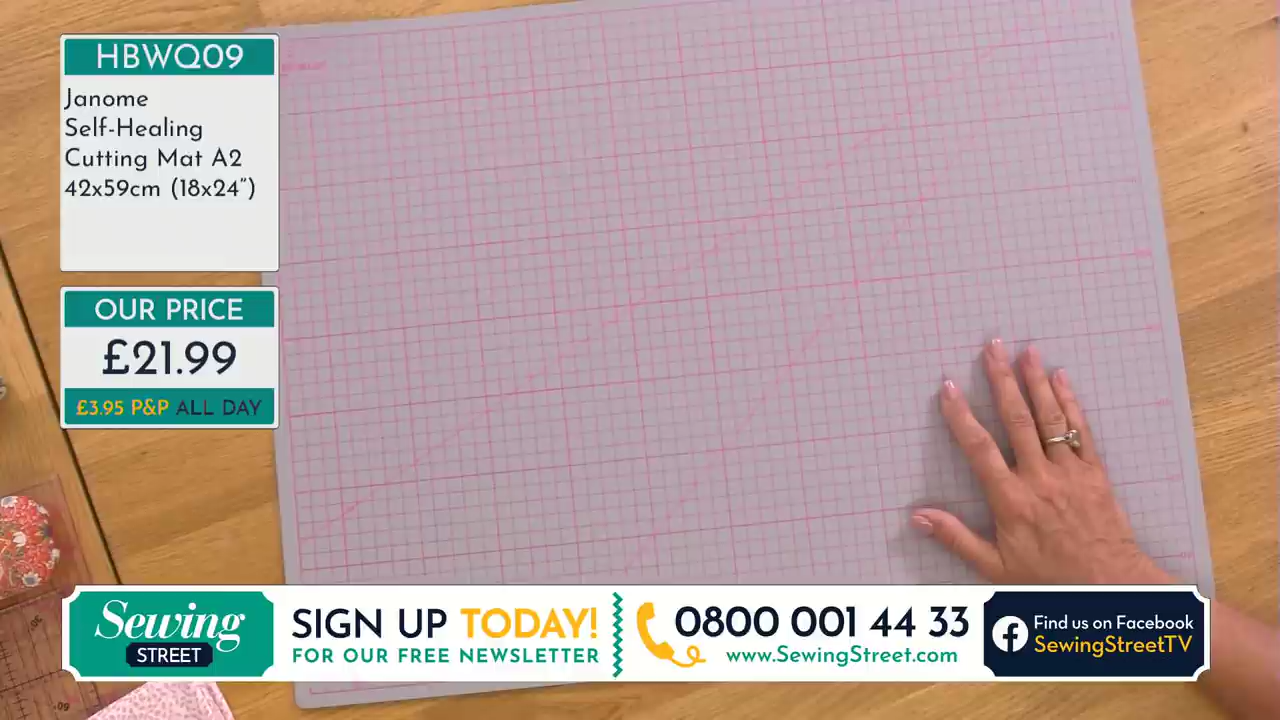 HBWQ09
Janome
Self-Healing
Cutting Mat A2
42x59cm (18x24”)
OUR PRICE
£21.99
£3.95 P&P ALL DAY
Sewing
STREET
SIGN UP TODAY!
FOR OUR FREE NEWSLETTER
0800 001 44 33
www.SewingStreet.com
Find us on Facebook
SewingStreetTV